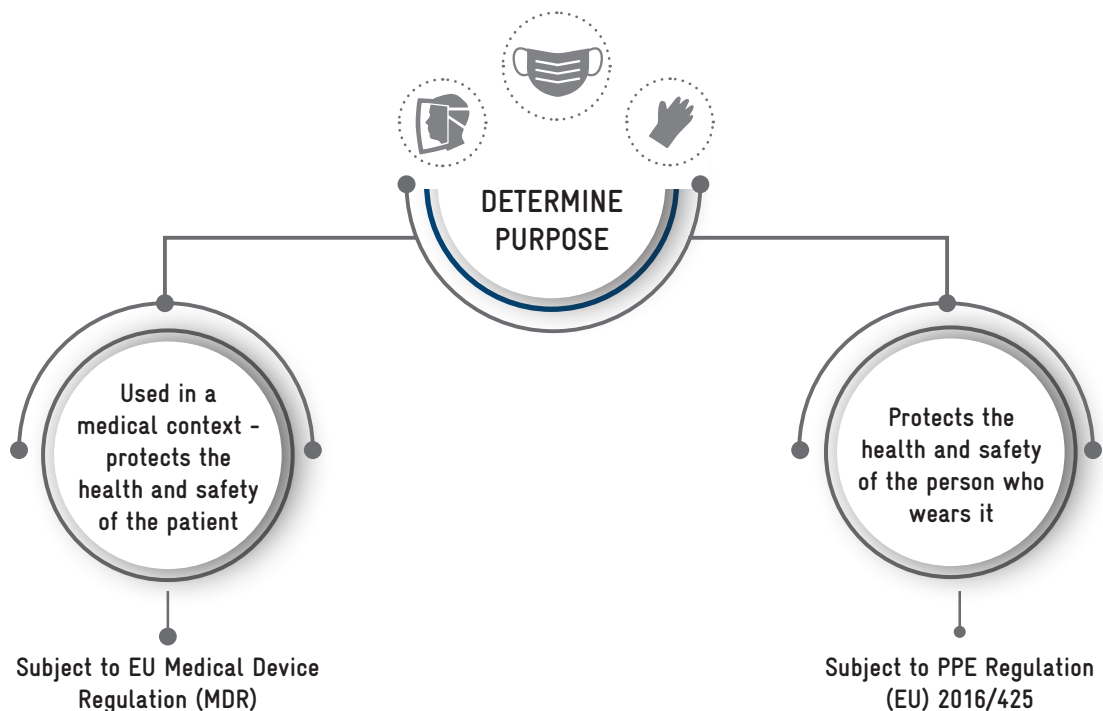 DETERMINE
PURPOSE
Used in a
medical context -
protects the
health and safety
of the patient
Protects the
health and safety
of the person who
wears it
Subject to EU Medical Device
Regulation (MDR)
Subject to PPE Regulation
(EU) 2016/425